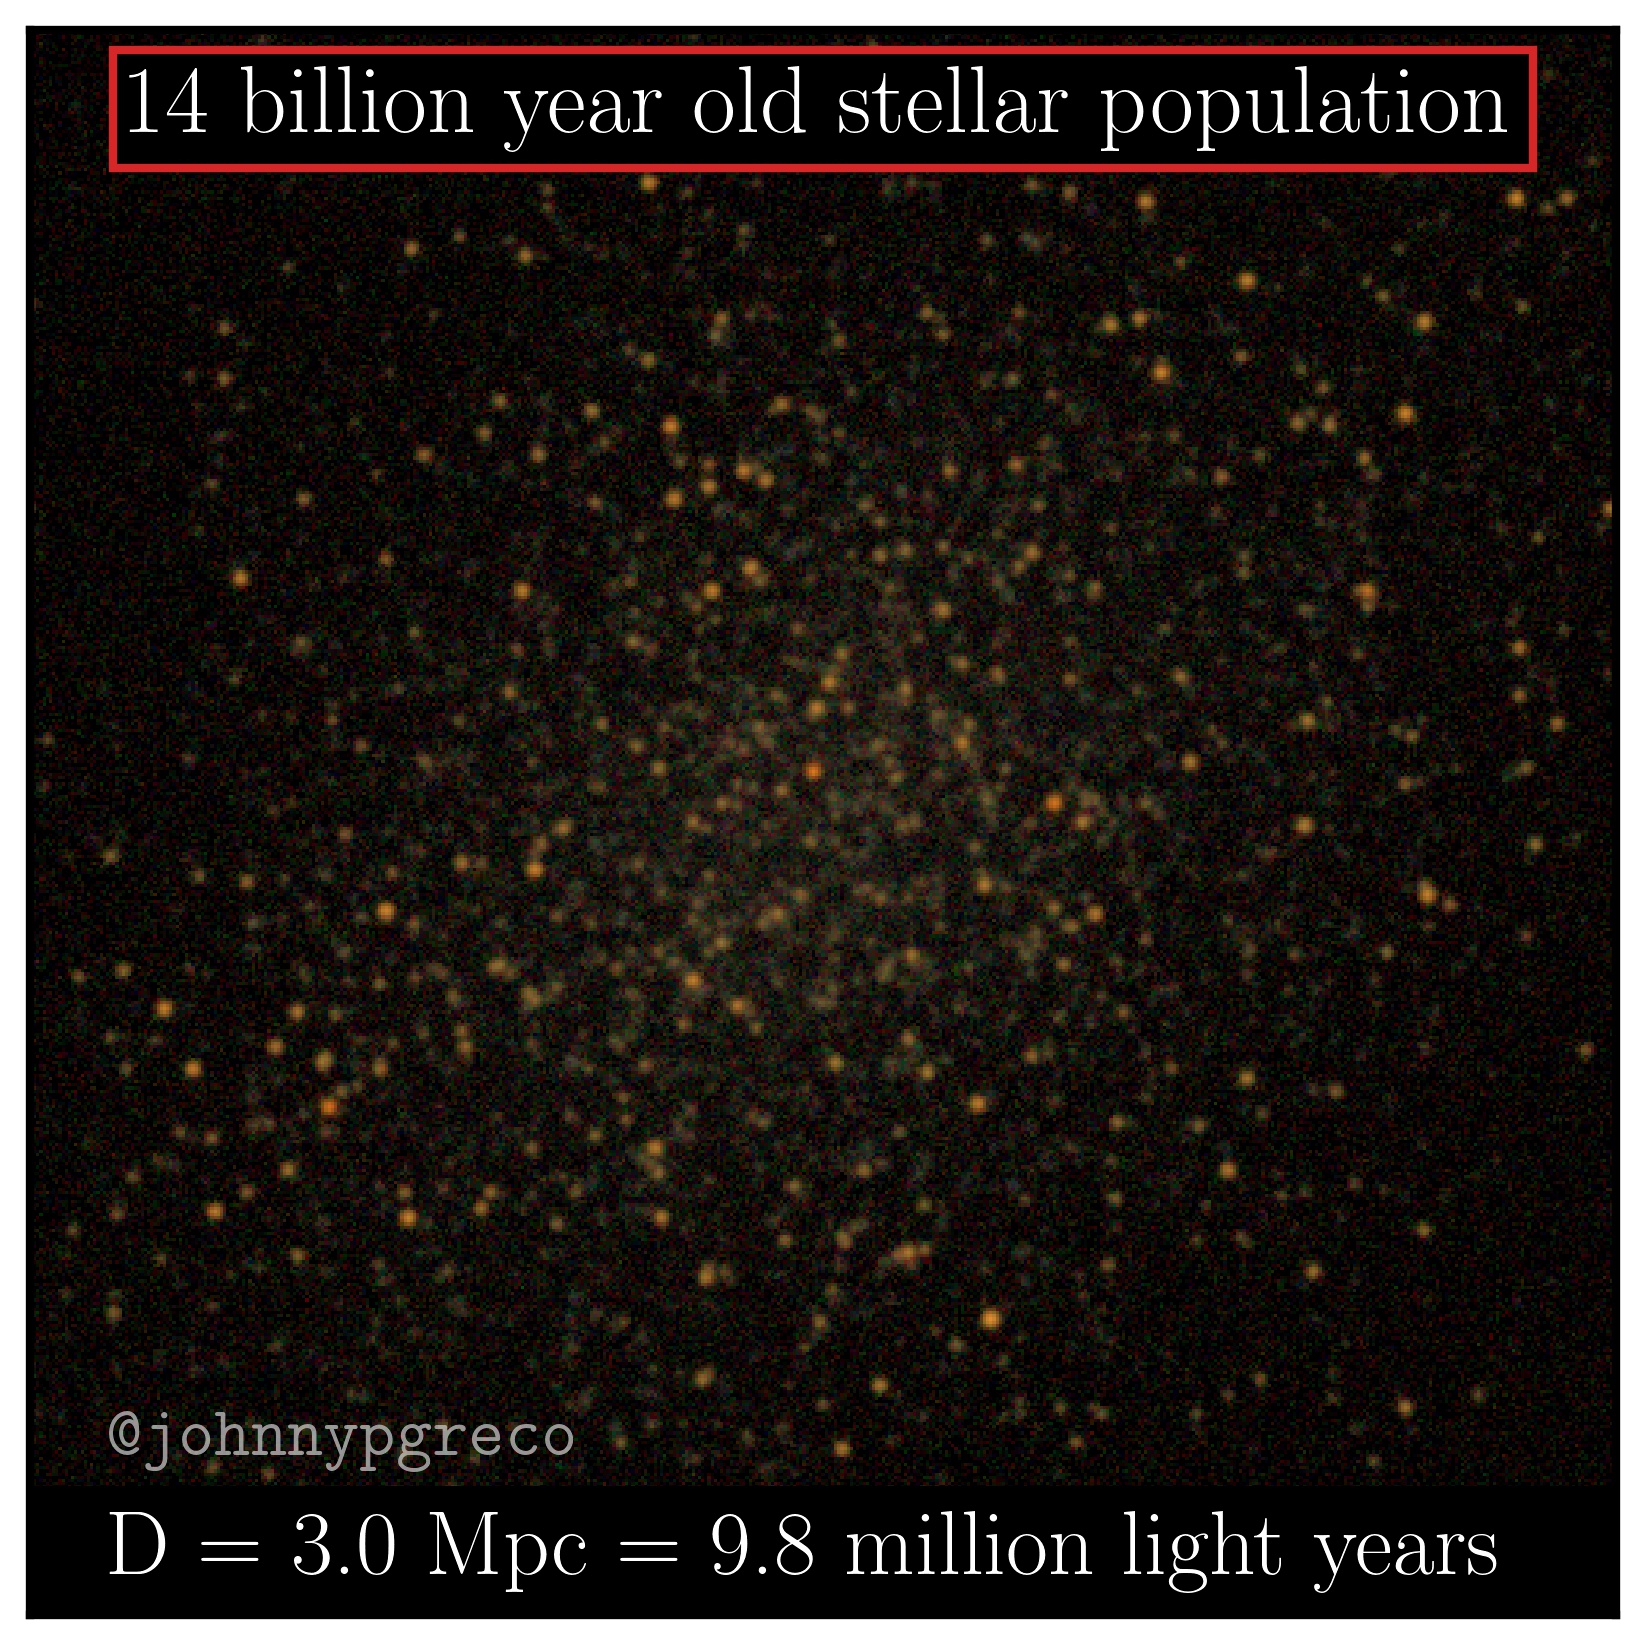 14 billion year old stellar population
@johnnypgreco
D = 3.0 Mpc = 9.8 million light years